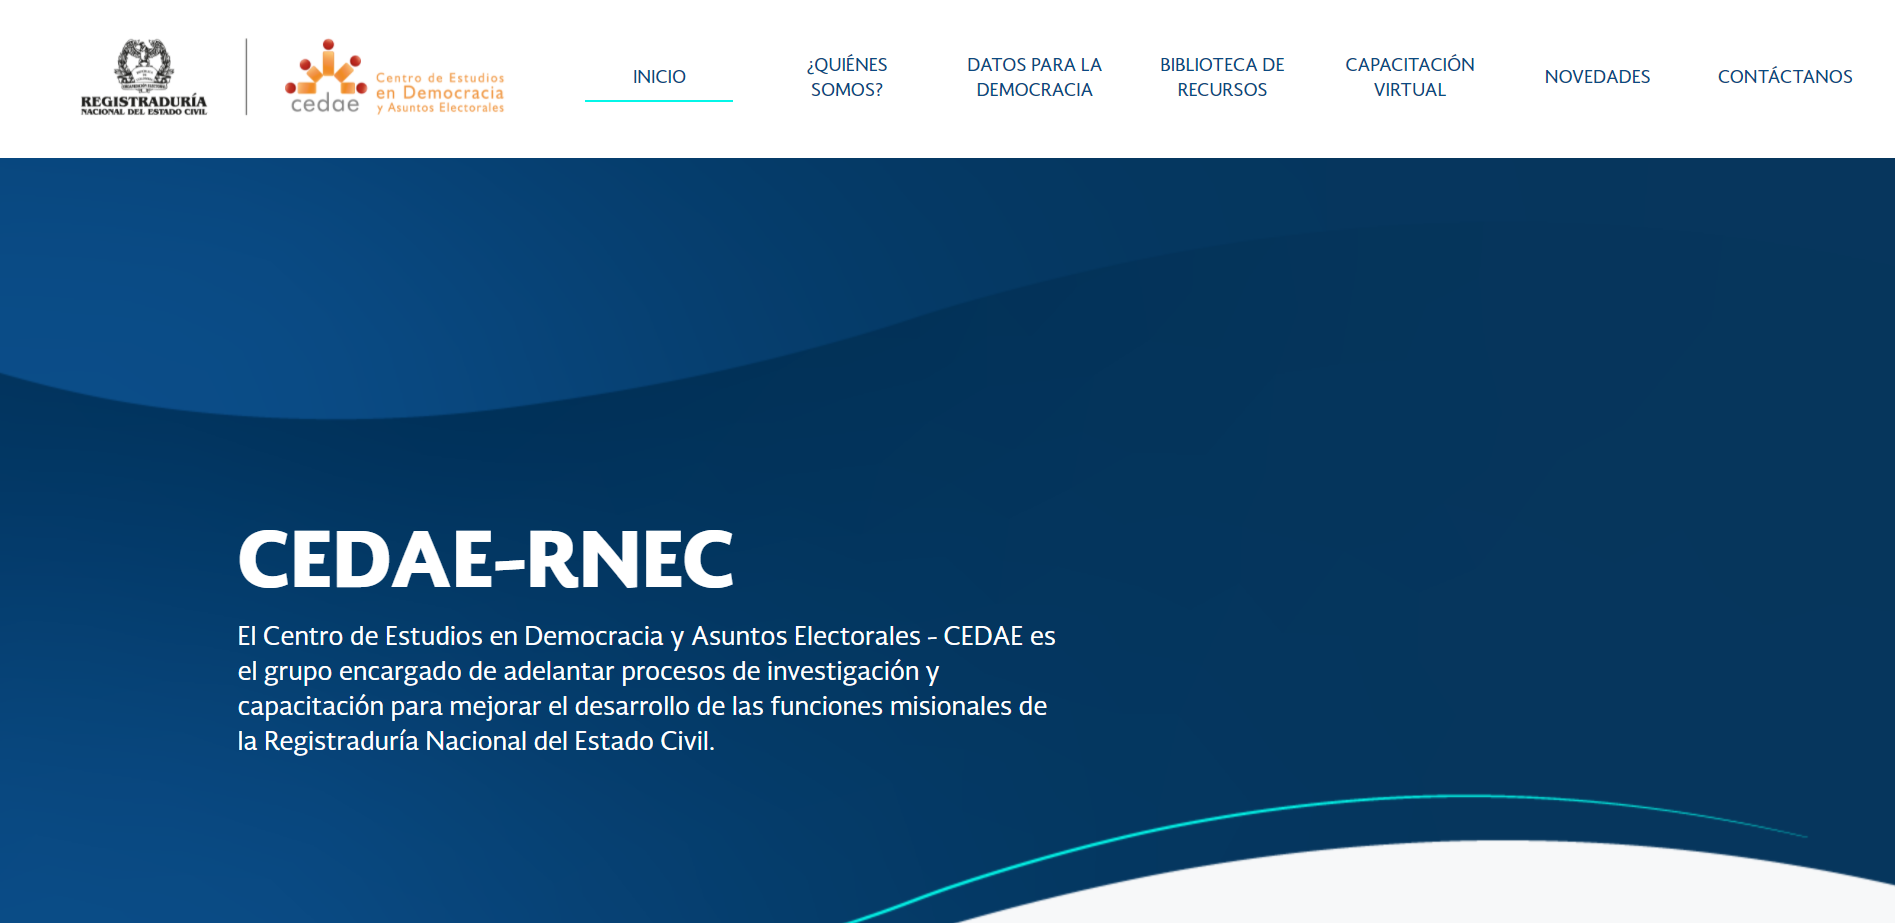 REGISTRADURÍA
NACIONAL DEL ESTADO CIVIL
cedae
Centro de Estudios
en Democracia
y Asuntos Electorales
INICIO
¿QUIÉNES
SOMOS?
DATOS PARA LA
DEMOCRACIA
BIBLIOTECA DE
RECURSOS
CAPACITACIÓN
VIRTUAL
NOVEDADES
CONTÁCTANOS
CEDAE-RNEC
El Centro de Estudios en Democracia y Asuntos Electorales - CEDAE es
el grupo encargado de adelantar procesos de investigación y
capacitación para mejorar el desarrollo de las funciones misionales de
la Registraduría Nacional del Estado Civil.